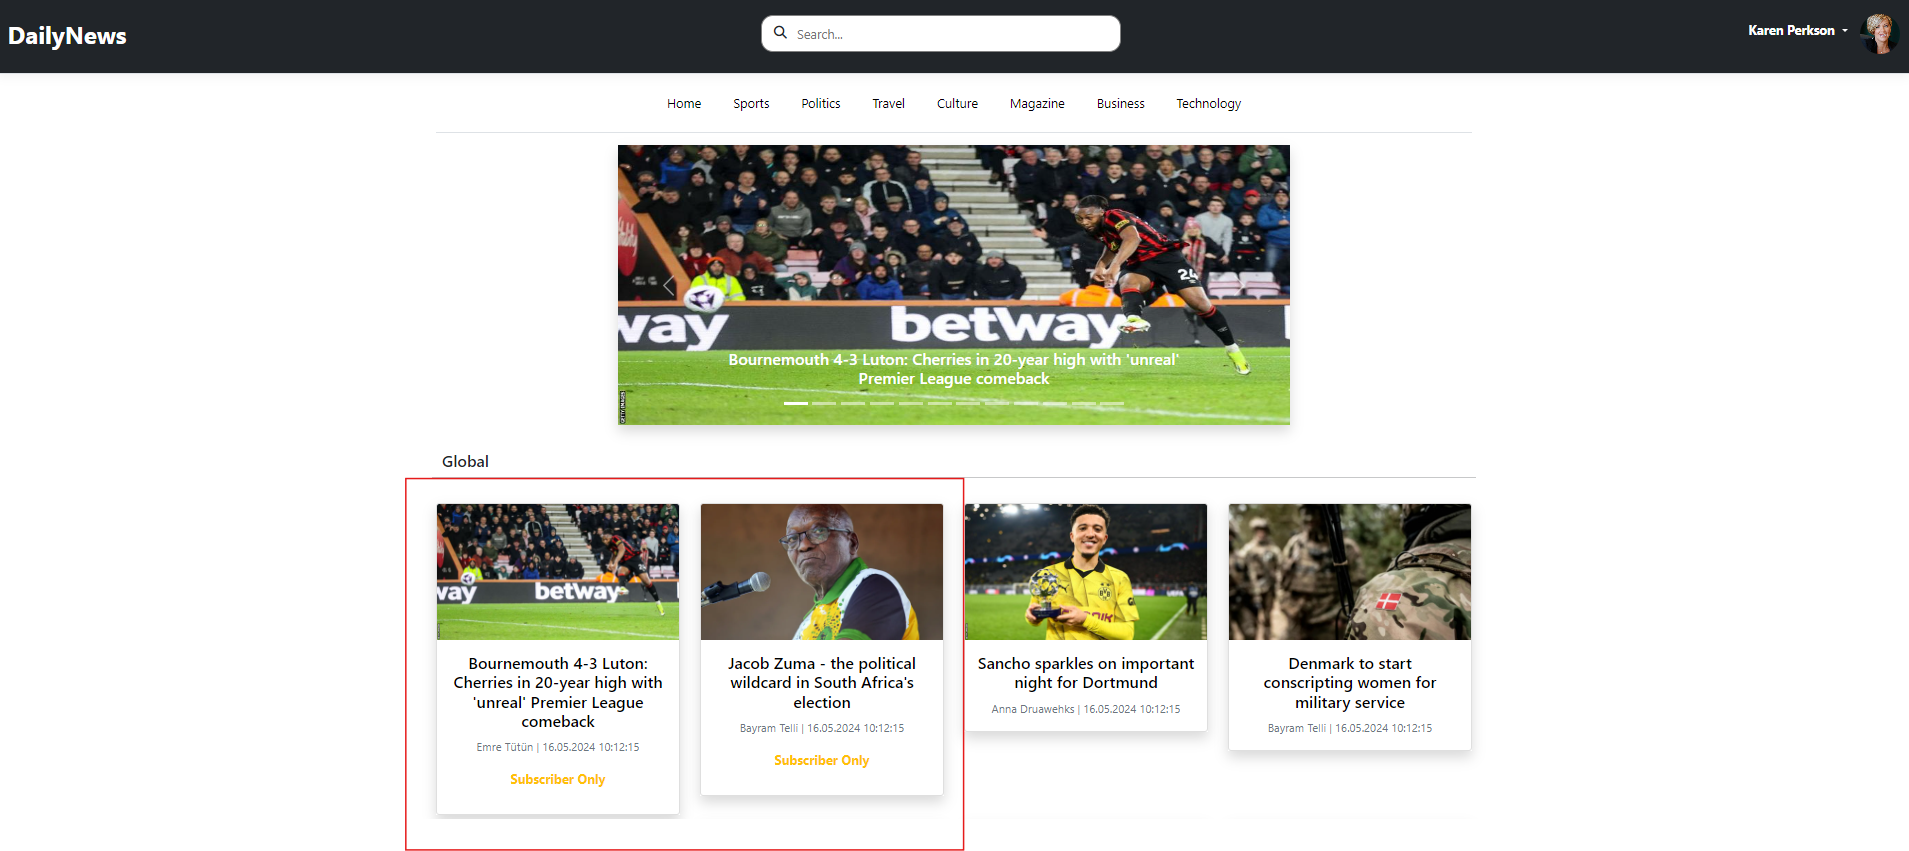 DailyNews
Search...
Karen Perkson
Home Sports Politics Travel Culture Magazine Business Technology
24
way betway
Bournemouth 4-3 Luton: Cherries in 20-year high with 'unreal'
Premier League comeback
GETTY IMAGES
Global
way betway
Bournemouth 4-3 Luton:
Cherries in 20-year high with
'unreal' Premier League
comeback
Emre Tütün | 16.05.2024 10:12:15
Subscriber Only
Jacob Zuma - the political
wildcard in South Africa's
election
Bayram Telli | 16.05.2024 10:12:15
Subscriber Only
Sancho sparkles on important
night for Dortmund
Anna Druawehks | 16.05.2024 10:12:15
Denmark to start
conscripting women for
military service
Bayram Telli | 16.05.2024 10:12:15